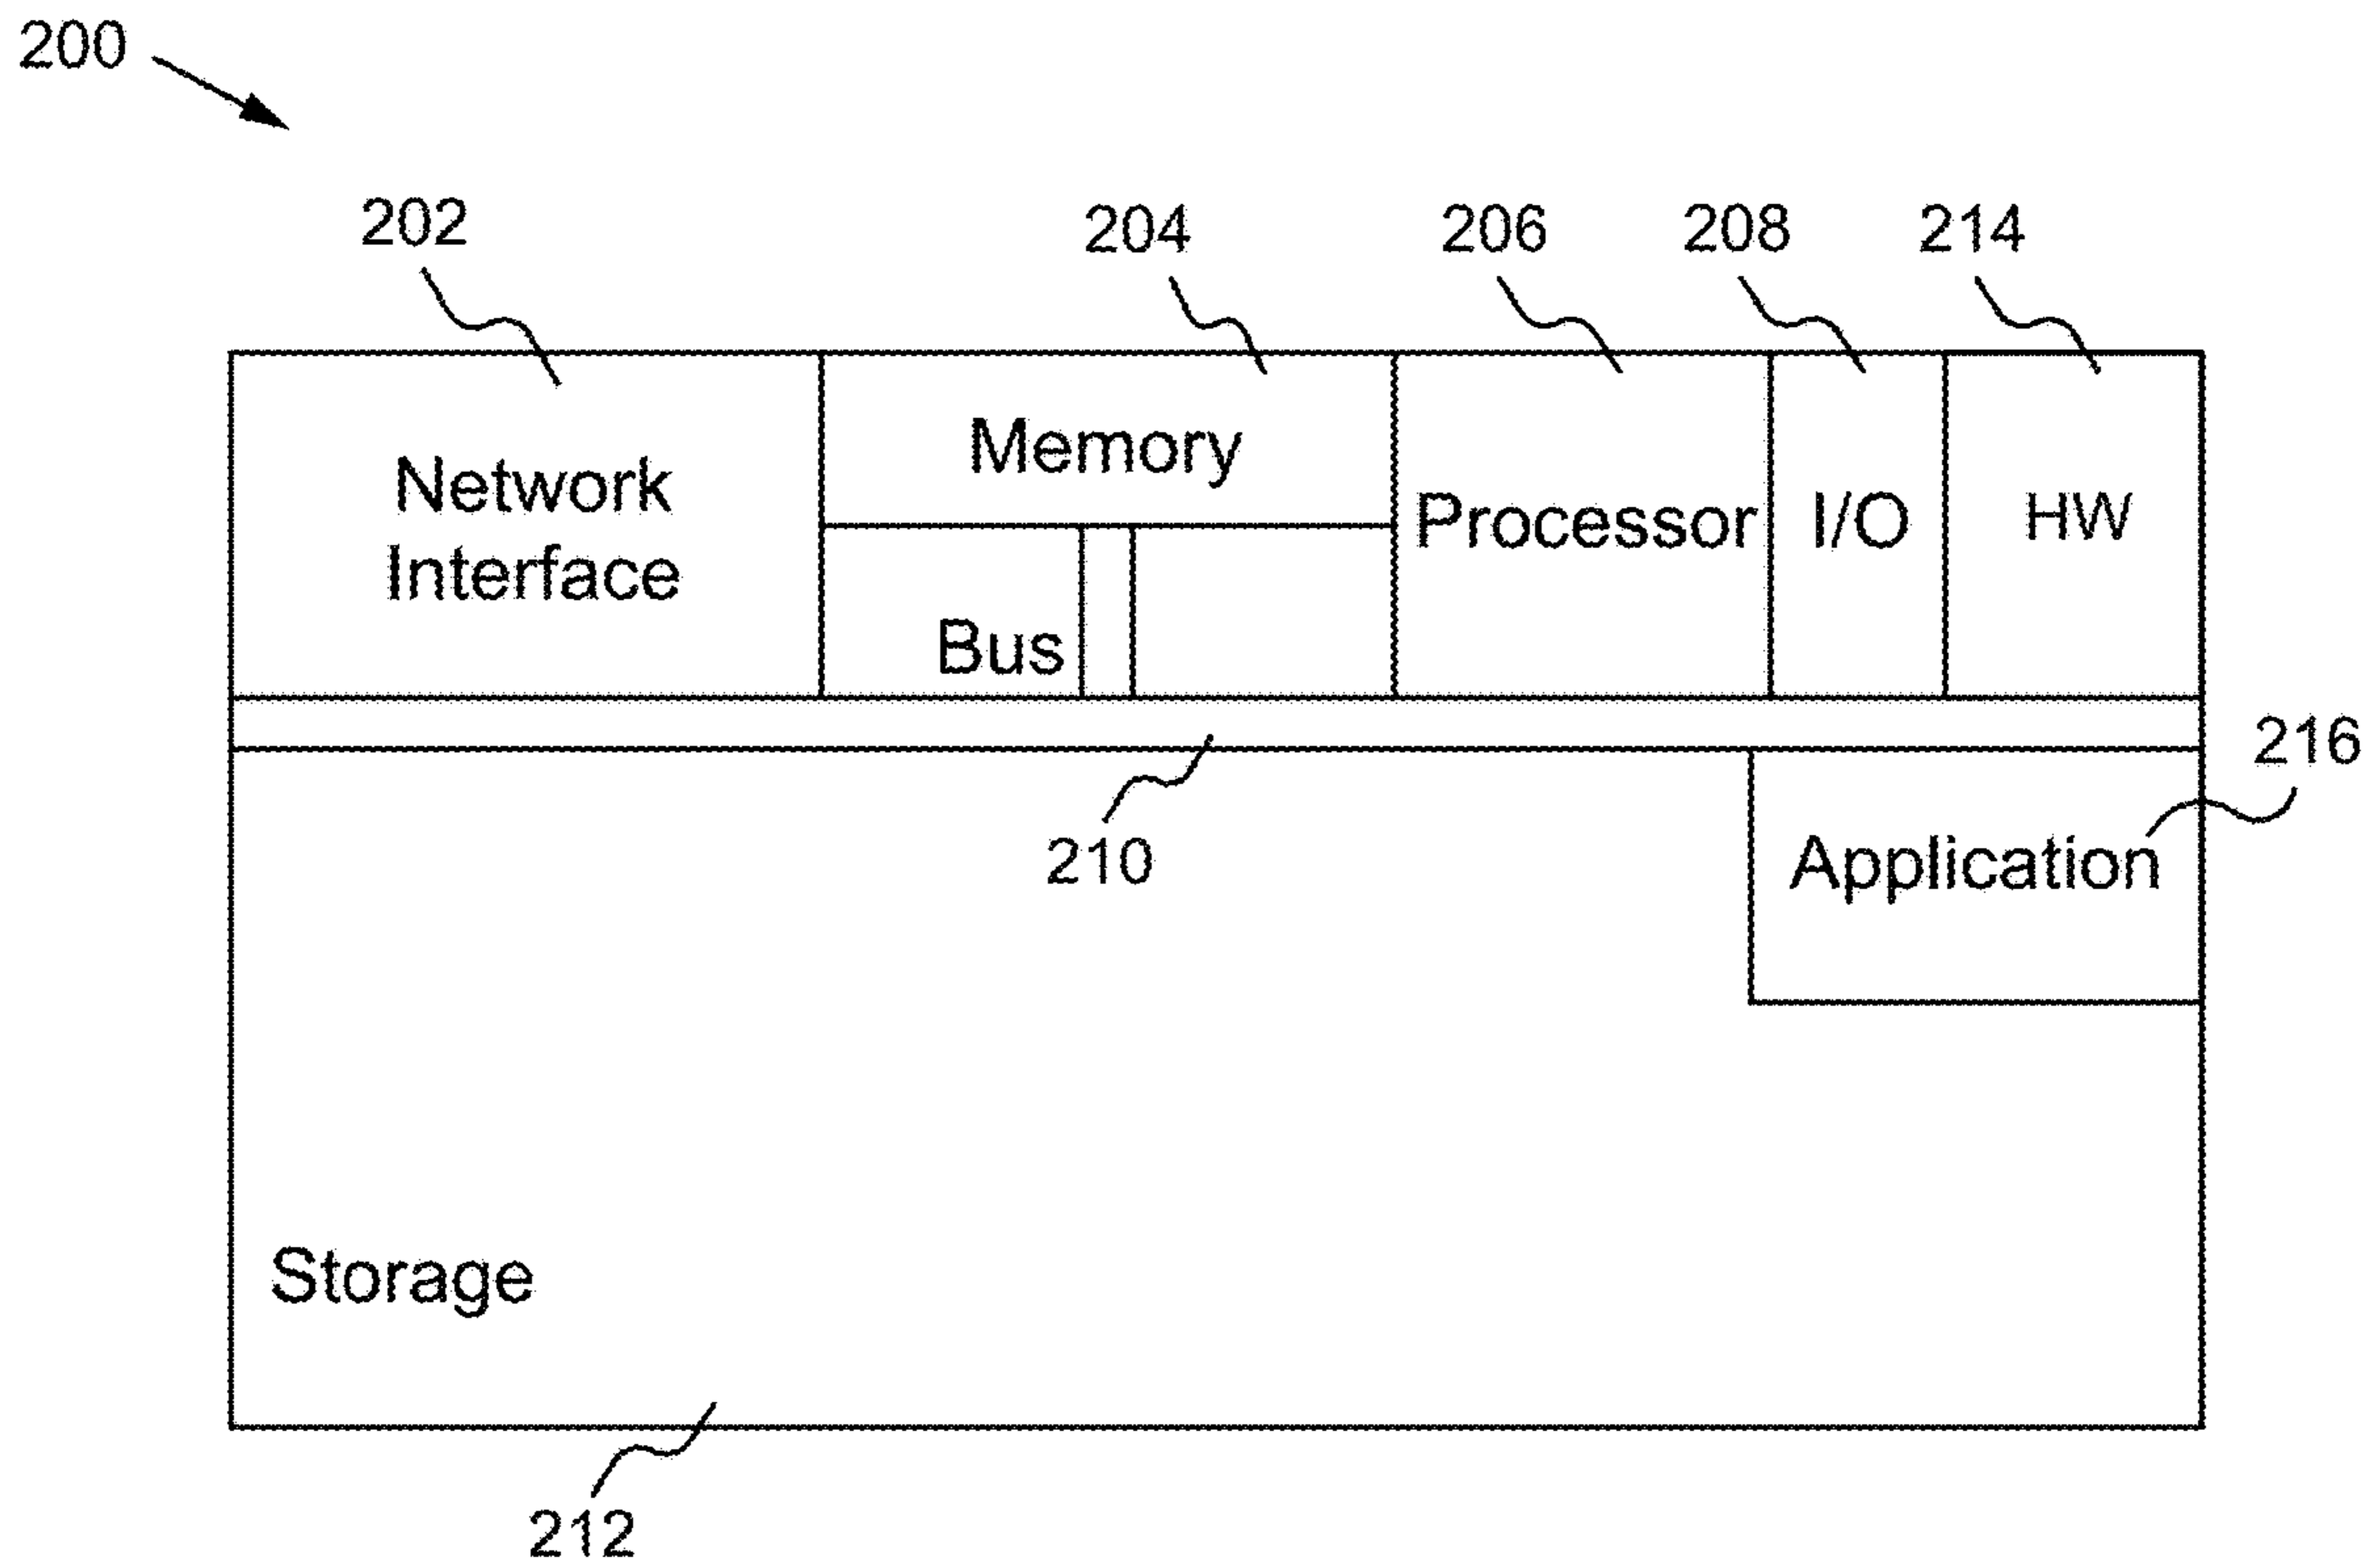 200
202
204
206
208
214
Network
Interface
Memory
Processor
I/O
HW
Bus
216
210
Application
Storage
212